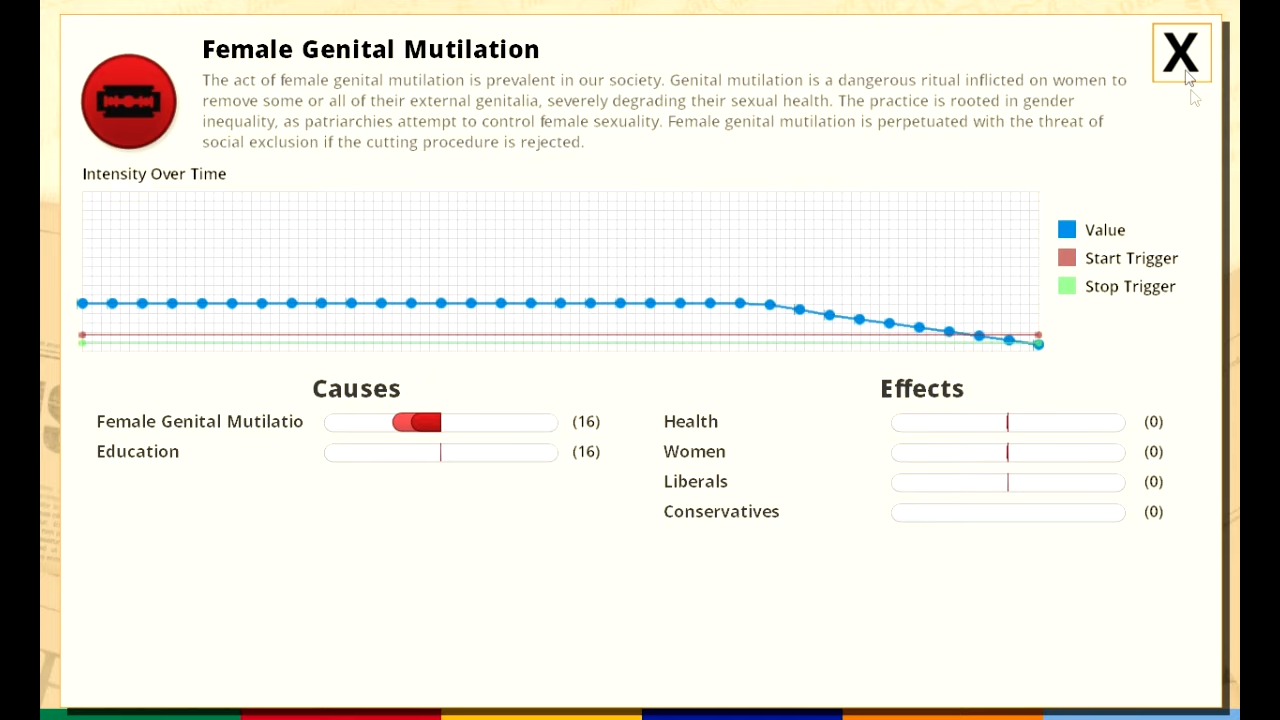 Female Genital Mutilation
X
The act of female genital mutilation is prevalent in our society. Genital mutilation is a dangerous ritual inflicted on women to
remove some or all of their external genitalia, severely degrading their sexual health. The practice is rooted in gender
inequality, as patriarchies attempt to control female sexuality. Female genital mutilation is perpetuated with the threat of
social exclusion if the cutting procedure is rejected.
Intensity Over Time
Value
Start Trigger
Stop Trigger
Causes
Female Genital Mutilatio (16)
Education (16)
Effects
Health (0)
Women (0)
Liberals (0)
Conservatives (0)